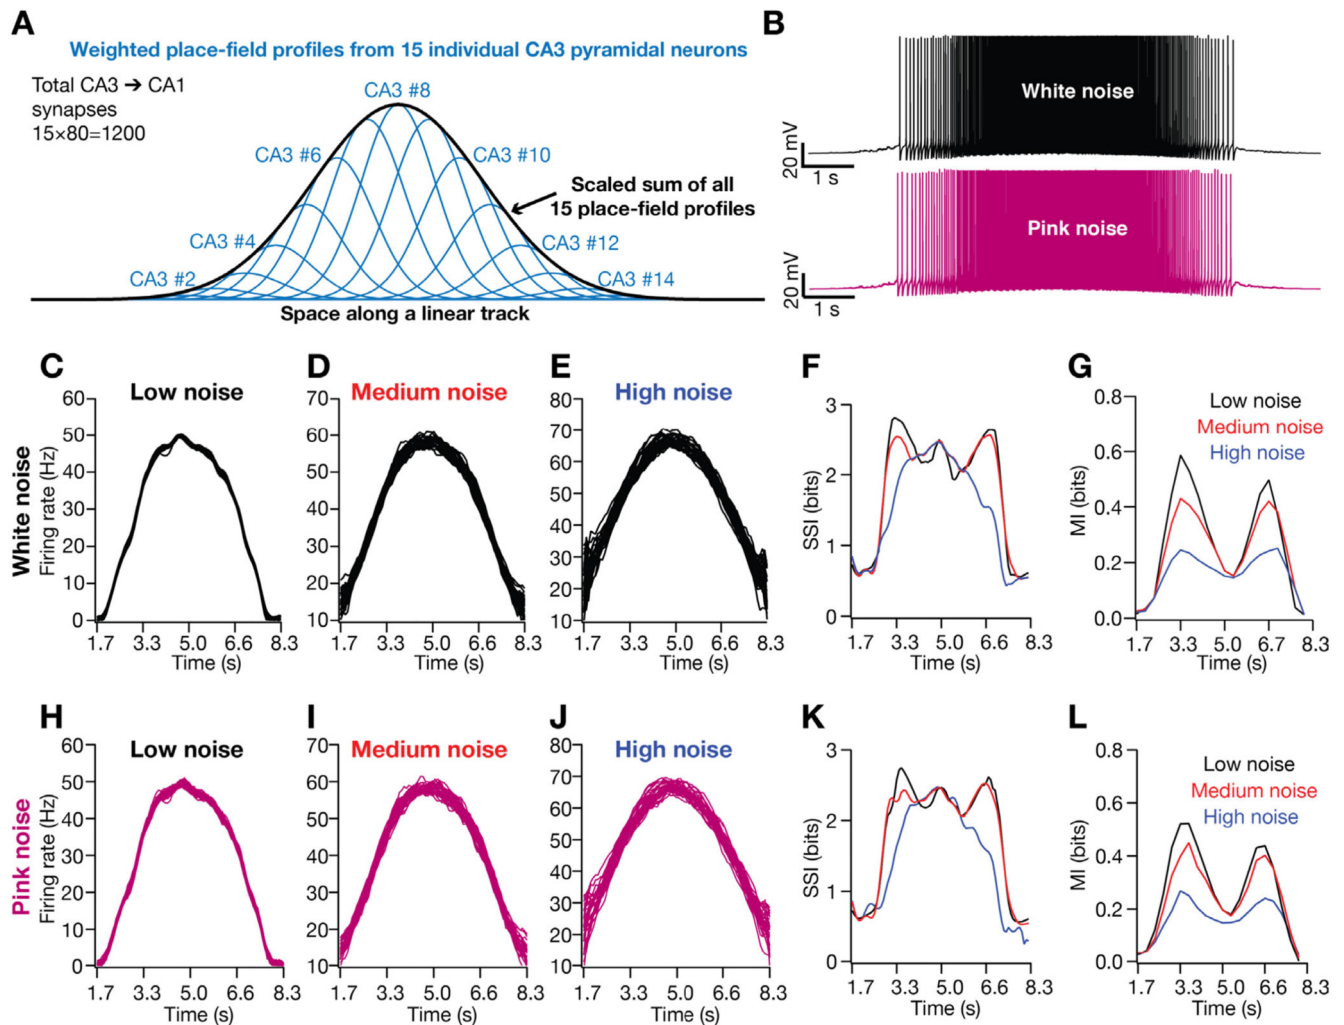 A
Weighted place-field profiles from 15 individual CA3 pyramidal neurons
Total CA3 ➔ CA1
synapses
15×80=1200
CA3 #8
CA3 #6
CA3 #10
Scaled sum of all
15 place-field profiles
CA3 #4
CA3 #12
CA3 #2
CA3 #14
Space along a linear track
B
White noise
20 mV
1 s
Pink noise
20 mV
1 s
White noise
C
Low noise
Firing rate (Hz)
60
50
40
30
20
10
0
1.7 3.3 5.0 6.6 8.3
Time (s)
D
Medium noise
70
60
50
40
30
20
10
1.7 3.3 5.0 6.6 8.3
Time (s)
E
High noise
80
70
60
50
40
30
20
10
1.7 3.3 5.0 6.6 8.3
Time (s)
F
SSI (bits)
3
2
1
0
1.7 3.3 5.0 6.6 8.3
Time (s)
G
MI (bits)
0.8
0.6
0.4
0.2
0.0
Low noise
Medium noise
High noise
1.7 3.3 5.0 6.7 8.3
Time (s)
Pink noise
H
Low noise
Firing rate (Hz)
60
50
40
30
20
10
0
1.7 3.3 5.0 6.6 8.3
Time (s)
I
Medium noise
70
60
50
40
30
20
10
1.7 3.3 5.0 6.6 8.3
Time (s)
J
High noise
80
70
60
50
40
30
20
10
1.7 3.3 5.0 6.6 8.3
Time (s)
K
SSI (bits)
3
2
1
0
1.7 3.3 5.0 6.6 8.3
Time (s)
L
MI (bits)
0.8
0.6
0.4
0.2
0.0
Low noise
Medium noise
High noise
1.7 3.3 5.0 6.6 8.3
Time (s)